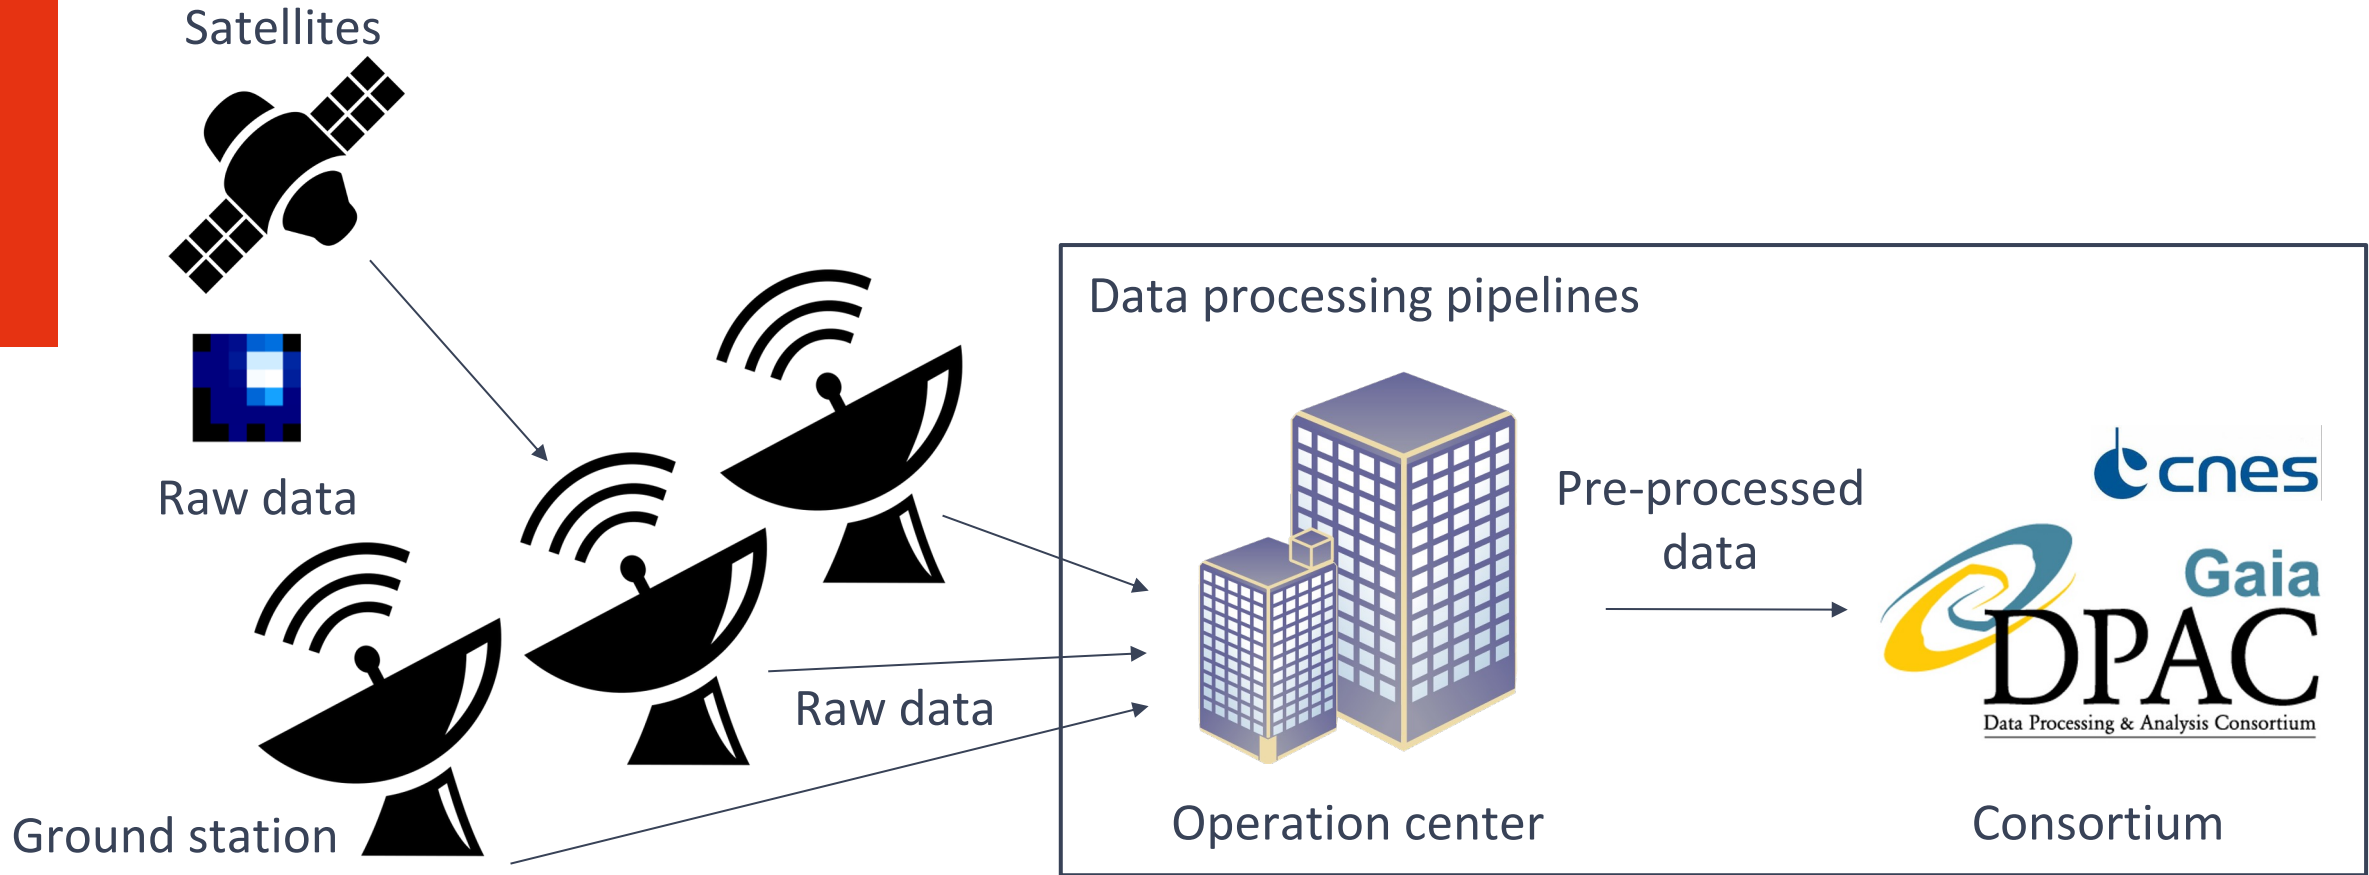 Satellites
Raw data
Ground station
Raw data
Data processing pipelines
Operation center
Pre-processed
data
cnes
Gaia
DPAC
Data Processing & Analysis Consortium
Consortium